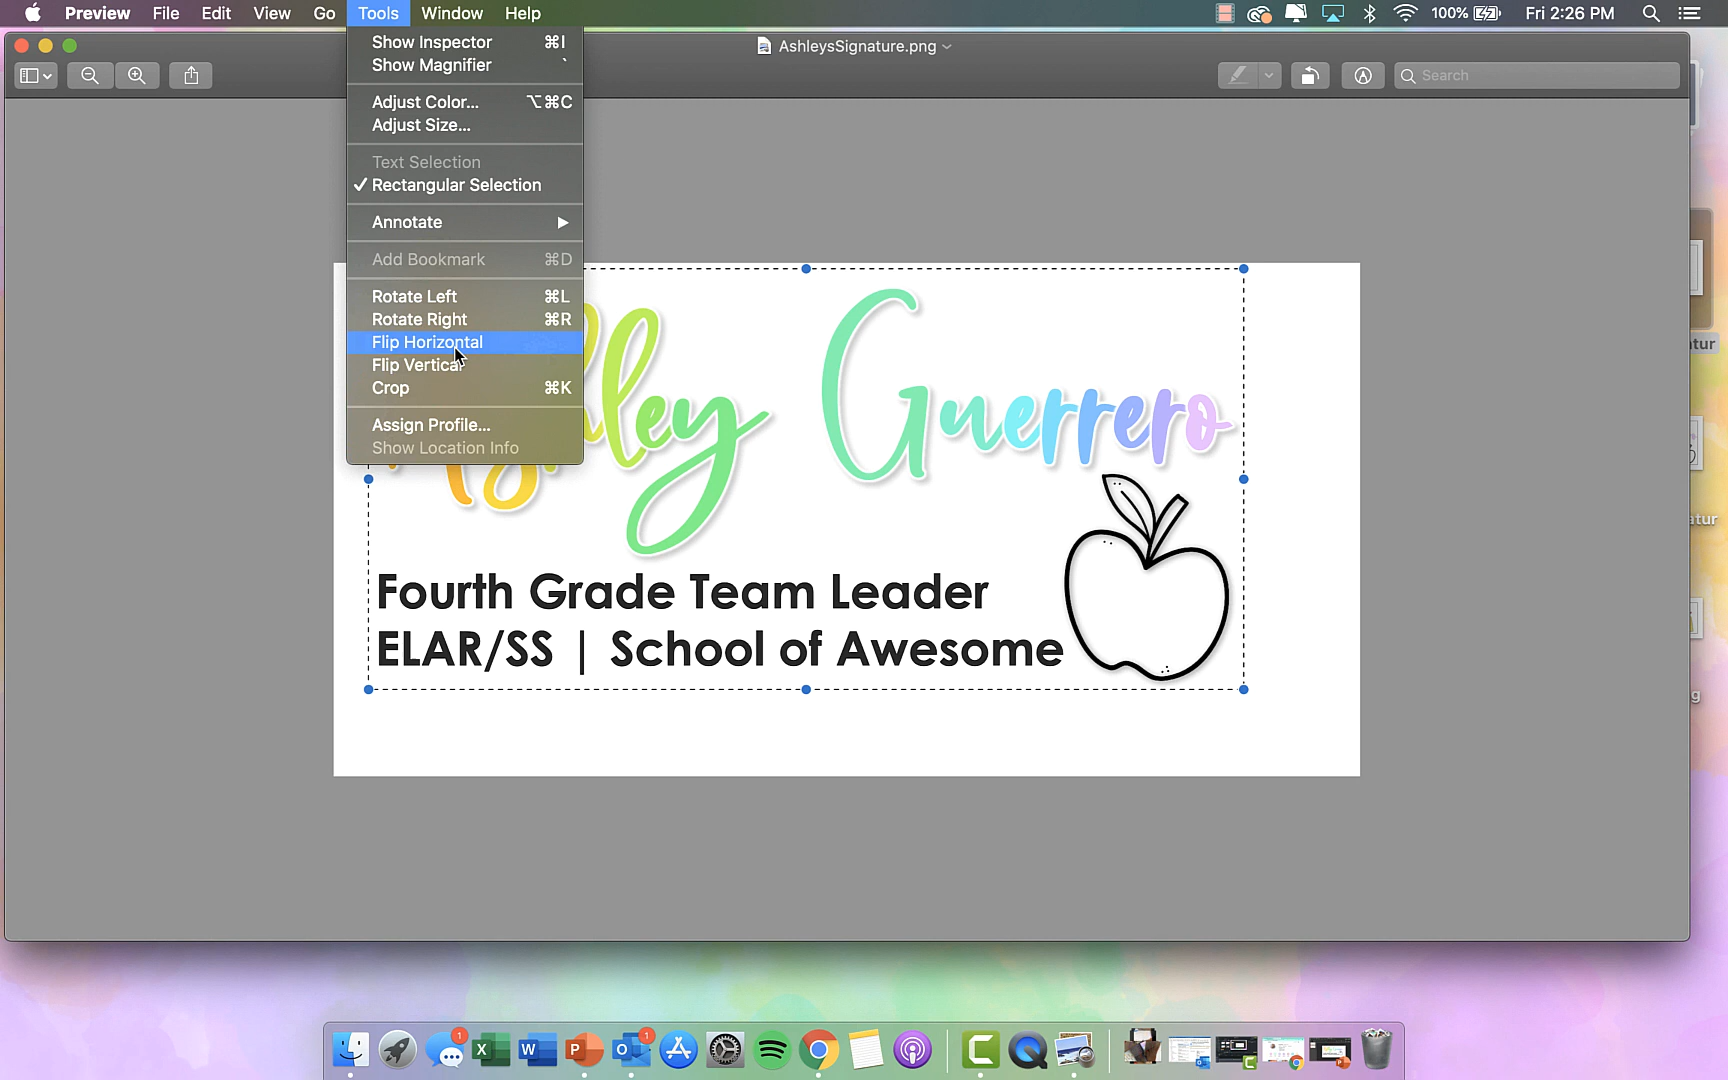 Preview File Edit View Go Tools Window Help 100% Fri 2:26 PM
AshleysSignature.png
Search
Show Inspector ⌘I
Show Magnifier `
Adjust Color... ⌥⌘C
Adjust Size...
Text Selection
✓ Rectangular Selection
Annotate ▶
Add Bookmark ⌘D
Rotate Left ⌘L
Rotate Right ⌘R
Flip Horizontal
Flip Vertical
Crop ⌘K
Assign Profile...
Show Location Info
Guerrero
Fourth Grade Team Leader
ELAR/SS | School of Awesome
1
1